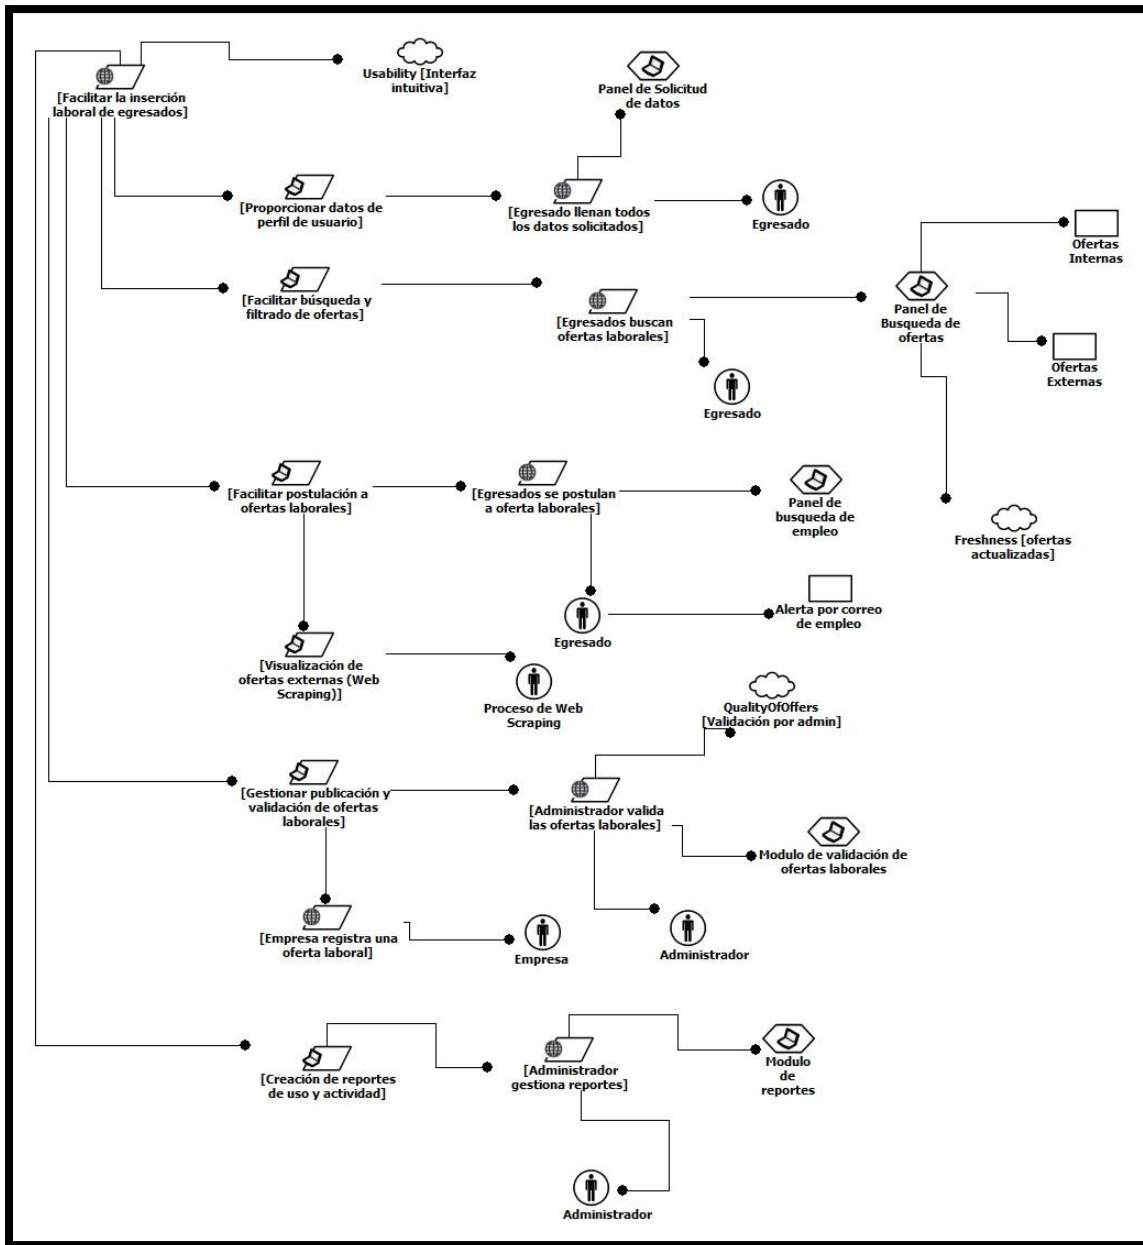 Usability [Interfaz
intuitiva]
[Facilitar la inserción
laboral de egresados]
Panel de Solicitud
de datos
[Proporcionar datos de
perfil de usuario]
[Egresado llenan todos
los datos solicitados]
Egresado
Ofertas
Internas
[Facilitar búsqueda y
filtrado de ofertas]
[Egresados buscan
ofertas laborales]
Panel de
Busqueda de
ofertas
Ofertas
Externas
Egresado
[Facilitar postulación a
ofertas laborales]
[Egresados se postulan
a oferta laborales]
Panel de
busqueda de
empleo
Freshness [ofertas
actualizadas]
Egresado
Alerta por correo
de empleo
[Visualización de
ofertas externas (Web
Scraping)]
Proceso de Web
Scraping
QualityOfOffers
[Validación por admin]
[Gestionar publicación y
validación de ofertas
laborales]
[Administrador valida
las ofertas laborales]
Modulo de validación de
ofertas laborales
[Empresa registra una
oferta laboral]
Empresa
Administrador
[Creación de reportes
de uso y actividad]
[Administrador
gestiona reportes]
Modulo
de
reportes
Administrador